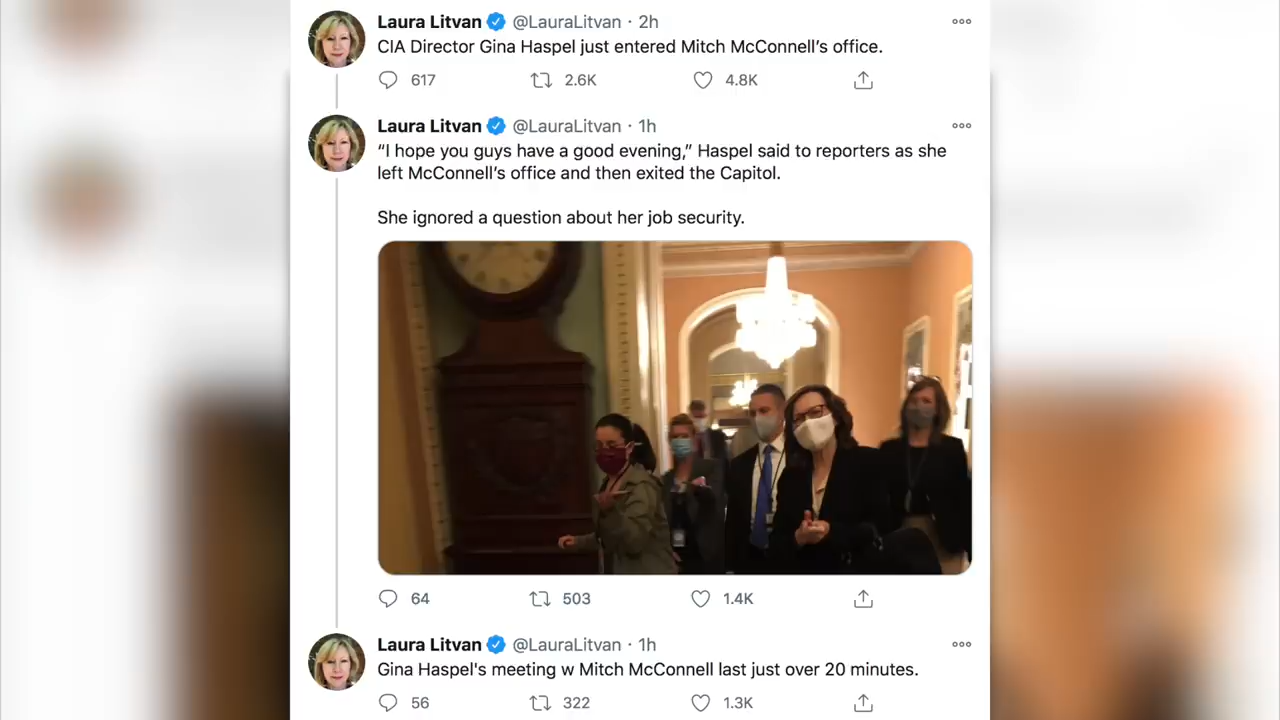 Laura Litvan @LauraLitvan · 2h
CIA Director Gina Haspel just entered Mitch McConnell’s office.
617 2.6K 4.8K
Laura Litvan @LauraLitvan · 1h
“I hope you guys have a good evening,” Haspel said to reporters as she
left McConnell’s office and then exited the Capitol.
She ignored a question about her job security.
64 503 1.4K
Laura Litvan @LauraLitvan · 1h
Gina Haspel's meeting w Mitch McConnell last just over 20 minutes.
56 322 1.3K